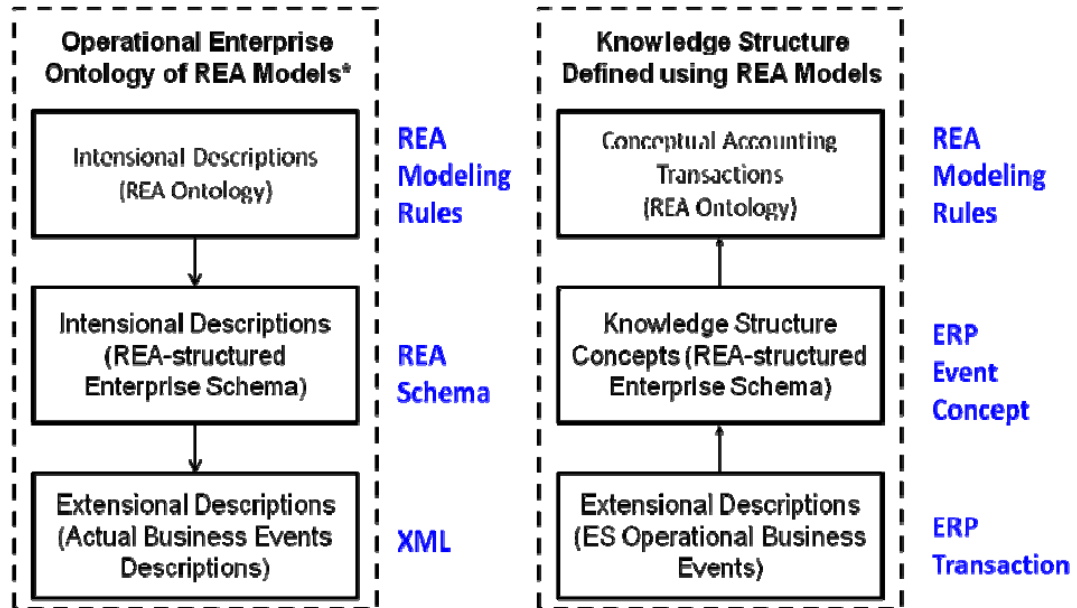 Operational Enterprise
Ontology of REA Models*
Intensional Descriptions
(REA Ontology)
REA
Modeling
Rules
Intensional Descriptions
(REA-structured
Enterprise Schema)
REA
Schema
Extensional Descriptions
(Actual Business Events
Descriptions)
XML
Knowledge Structure
Defined using REA Models
Conceptual Accounting
Transactions
(REA Ontology)
REA
Modeling
Rules
Knowledge Structure
Concepts (REA-structured
Enterprise Schema)
ERP
Event
Concept
Extensional Descriptions
(ES Operational Business
Events)
ERP
Transaction